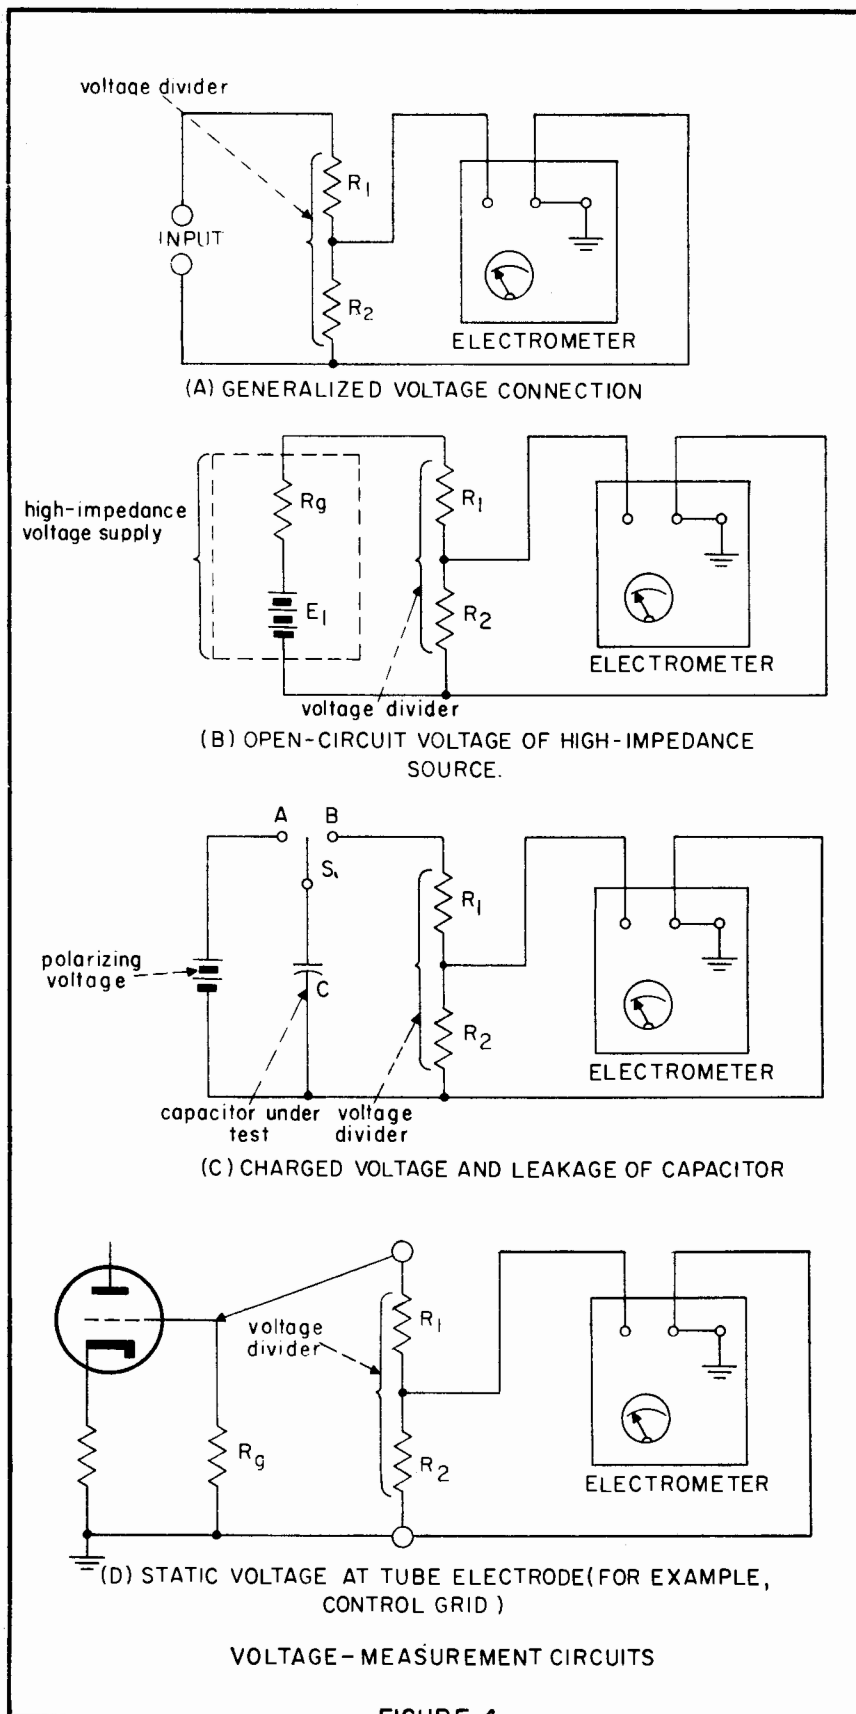 voltage divider
R1
INPUT
R2
ELECTROMETER
(A) GENERALIZED VOLTAGE CONNECTION
high-impedance
voltage supply
Rg
R1
E1
R2
ELECTROMETER
voltage divider
(B) OPEN-CIRCUIT VOLTAGE OF HIGH-IMPEDANCE
SOURCE.
A B
S1
R1
polarizing
voltage
C
R2
ELECTROMETER
capacitor under
test
voltage
divider
(C) CHARGED VOLTAGE AND LEAKAGE OF CAPACITOR
voltage
divider
R1
Rg
R2
ELECTROMETER
(D) STATIC VOLTAGE AT TUBE ELECTRODE (FOR EXAMPLE,
CONTROL GRID)
VOLTAGE-MEASUREMENT CIRCUITS